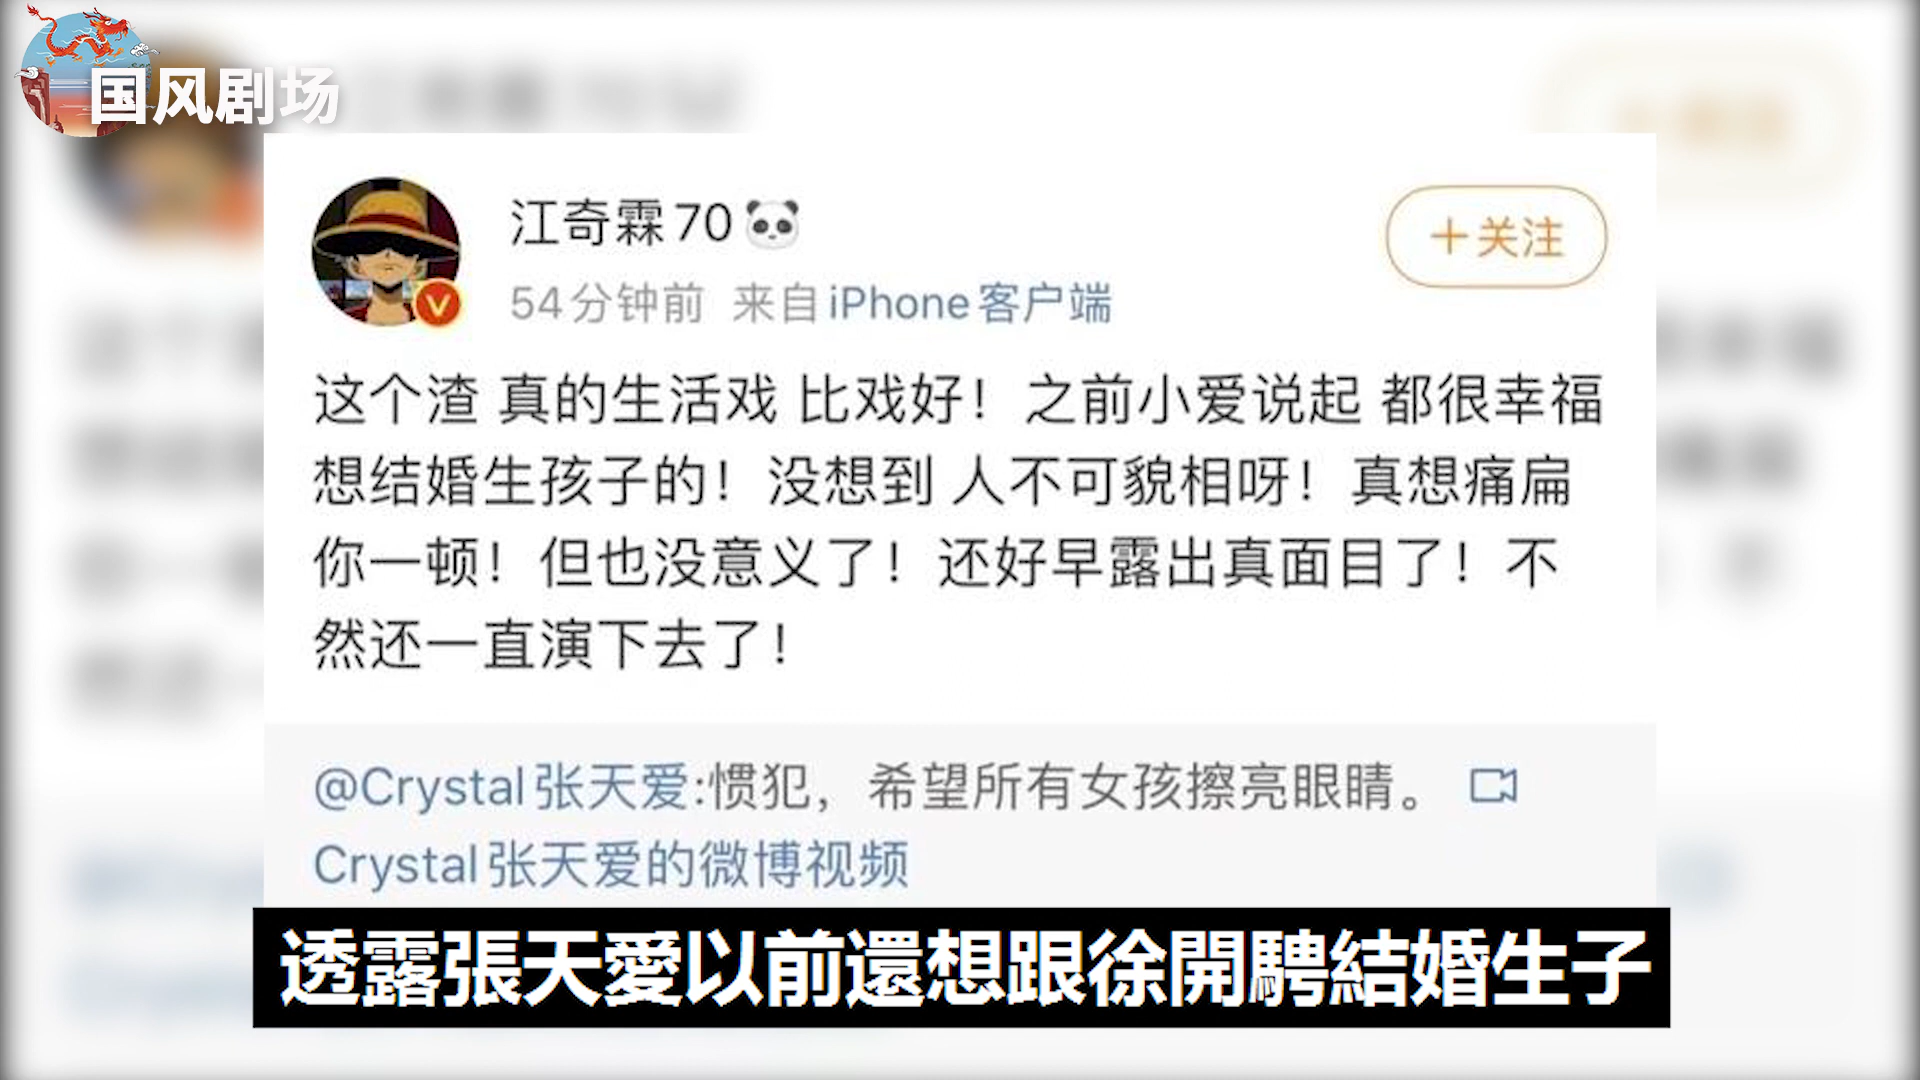 国风剧场
江奇霖70
+关注
54分钟前 来自iPhone客户端
这个渣 真的生活戏 比戏好！之前小爱说起 都很幸福
想结婚生孩子的！没想到 人不可貌相呀！真想痛扁
你一顿！但也没意义了！还好早露出真面目了！不
然还一直演下去了！
@Crystal张天爱:惯犯，希望所有女孩擦亮眼睛。
Crystal张天爱的微博视频
透露張天愛以前還想跟徐開騁結婚生子